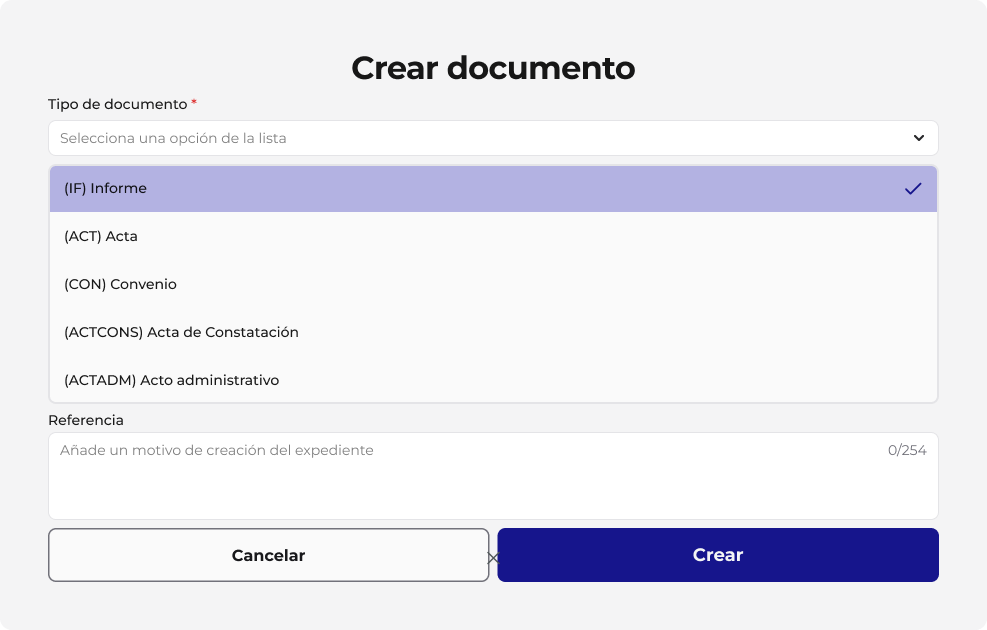 Crear documento
Tipo de documento *
Selecciona una opción de la lista
(IF) Informe
(ACT) Acta
(CON) Convenio
(ACTCONS) Acta de Constatación
(ACTADM) Acto administrativo
Referencia
Añade un motivo de creación del expediente 0/254
Cancelar Crear